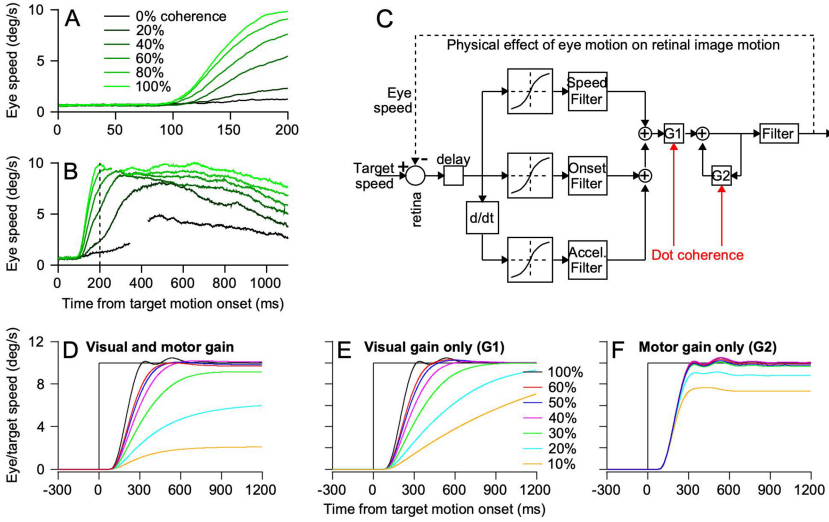 A
0% coherence
20%
40%
60%
80%
100%
Eye speed (deg/s)
10
5
0
0 50 100 150 200
B
Eye speed (deg/s)
10
5
0
0 200 400 600 800 1000
Time from target motion onset (ms)
C
Physical effect of eye motion on retinal image motion
Eye
speed
Speed
Filter
Target
speed
+
-
delay
retina
Onset
Filter
d/dt
Accel.
Filter
G1
G2
Filter
Dot coherence
D Visual and motor gain
Eye/target speed (deg/s)
12
8
4
0
-300 0 300 600 900 1200
E Visual gain only (G1)
100%
60%
50%
40%
30%
20%
10%
-300 0 300 600 900 1200
Time from target motion onset (ms)
F Motor gain only (G2)
-300 0 300 600 900 1200